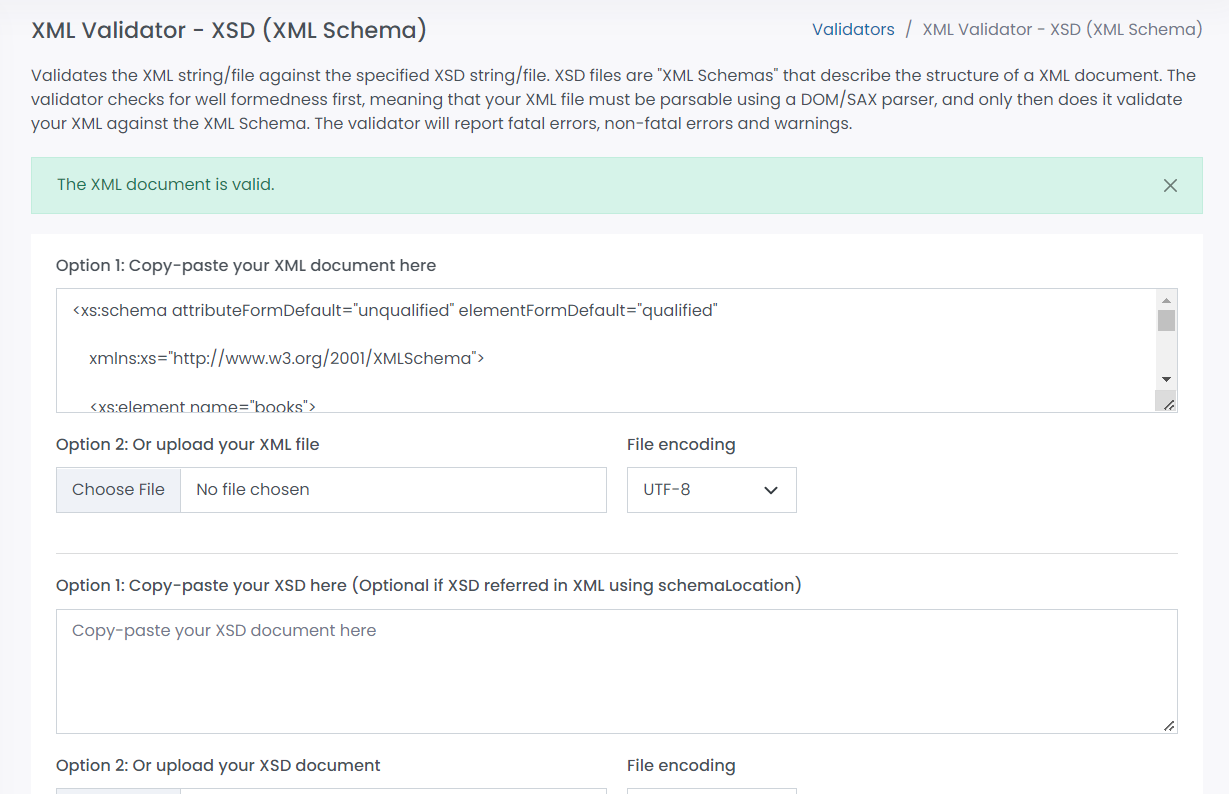 XML Validator - XSD (XML Schema)
Validators / XML Validator - XSD (XML Schema)
Validates the XML string/file against the specified XSD string/file. XSD files are "XML Schemas" that describe the structure of a XML document. The
validator checks for well formedness first, meaning that your XML file must be parsable using a DOM/SAX parser, and only then does it validate
your XML against the XML Schema. The validator will report fatal errors, non-fatal errors and warnings.
The XML document is valid.
Option 1: Copy-paste your XML document here
<xs:schema attributeFormDefault="unqualified" elementFormDefault="qualified"
xmlns:xs="http://www.w3.org/2001/XMLSchema">
<xs:element name="books">
Option 2: Or upload your XML file
File encoding
Choose File No file chosen
UTF-8
Option 1: Copy-paste your XSD here (Optional if XSD referred in XML using schemaLocation)
Copy-paste your XSD document here
Option 2: Or upload your XSD document
File encoding